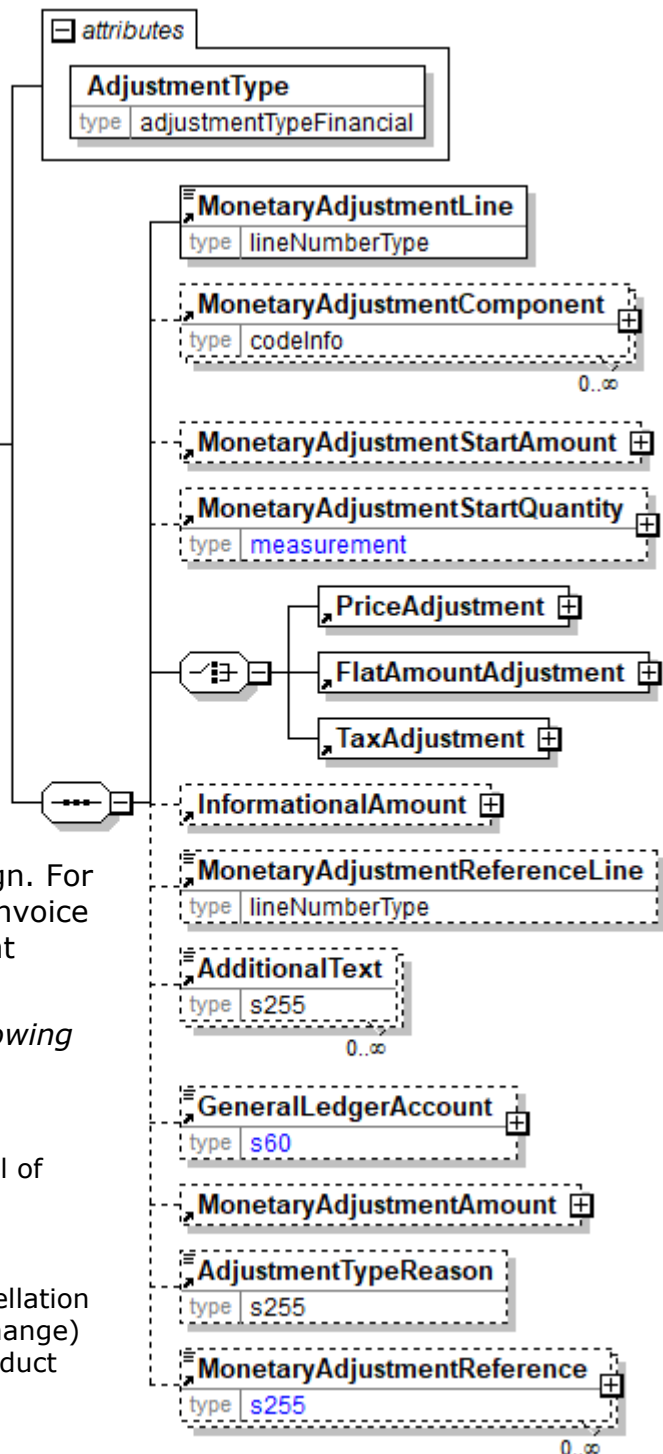 attributes
AdjustmentType
type adjustmentTypeFinancial
MonetaryAdjustmentLine
type lineNumberType
MonetaryAdjustmentComponent
type codeInfo
0..∞
MonetaryAdjustmentStartAmount
MonetaryAdjustmentStartQuantity
type measurement
PriceAdjustment
FlatAmountAdjustment
TaxAdjustment
InformationalAmount
MonetaryAdjustmentReferenceLine
type lineNumberType
AdditionalText
type s255
0..∞
GeneralLedgerAccount
type s60
MonetaryAdjustmentAmount
AdjustmentTypeReason
type s255
MonetaryAdjustmentReference
type s255
0..∞
gn. For
nvoice
t
owing
l of
ellation
hange)
duct